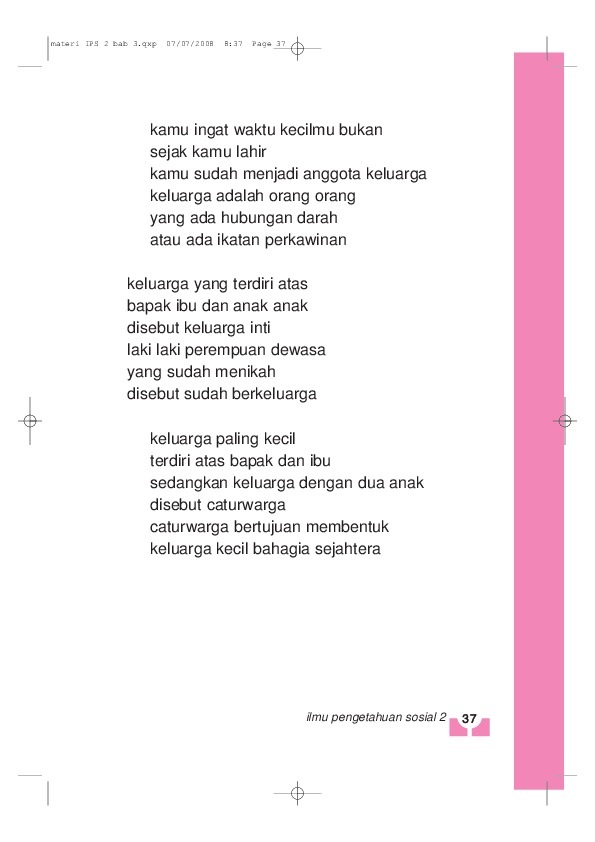 materi IPS 2 bab 3.qxp  07/07/2008  8:37  Page 37
kamu ingat waktu kecilmu bukan
sejak kamu lahir
kamu sudah menjadi anggota keluarga
keluarga adalah orang orang
yang ada hubungan darah
atau ada ikatan perkawinan
keluarga yang terdiri atas
bapak ibu dan anak anak
disebut keluarga inti
laki laki perempuan dewasa
yang sudah menikah
disebut sudah berkeluarga
keluarga paling kecil
terdiri atas bapak dan ibu
sedangkan keluarga dengan dua anak
disebut caturwarga
caturwarga bertujuan membentuk
keluarga kecil bahagia sejahtera
ilmu pengetahuan sosial 2 37